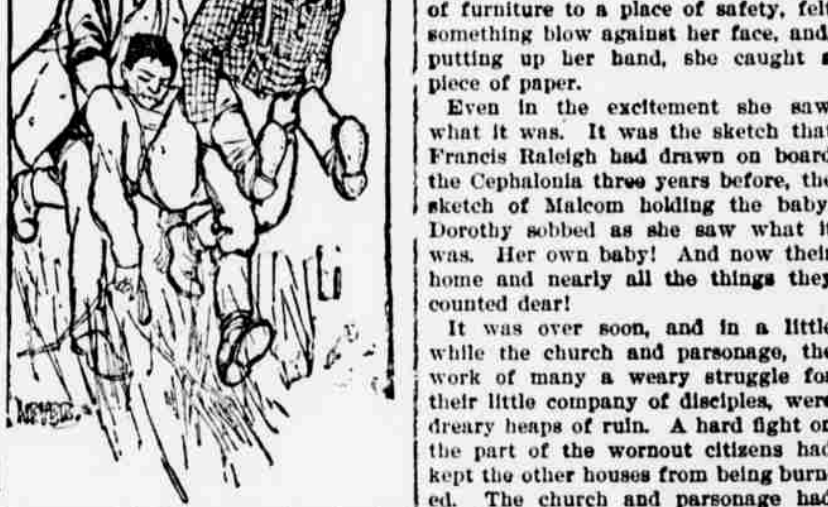 of furniture to a place of safety, felt
something blow against her face, and,
putting up her hand, she caught a
piece of paper.
Even in the excitement she saw
what it was. It was the sketch that
Francis Raleigh had drawn on board
the Cephalonia three years before, the
sketch of Malcom holding the baby.
Dorothy sobbed as she saw what it
was. Her own baby! And now their
home and nearly all the things they
counted dear!
It was over soon, and in a little
while the church and parsonage, the
work of many a weary struggle for
their little company of disciples, were
dreary heaps of ruin. A hard fight on
the part of the wornout citizens had
kept the other houses from being burn-
ed. The church and parsonage had